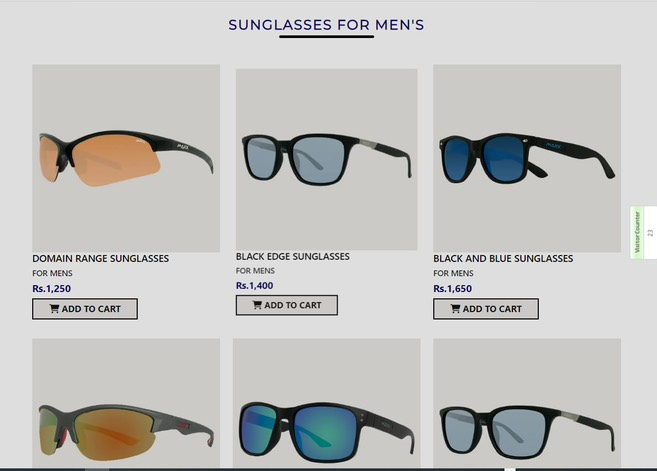 SUNGLASSES FOR MEN'S
DOMAIN RANGE SUNGLASSES
FOR MENS
Rs.1,250
ADD TO CART
BLACK EDGE SUNGLASSES
FOR MENS
Rs.1,400
ADD TO CART
BLACK AND BLUE SUNGLASSES
FOR MENS
Rs.1,650
ADD TO CART
Visitor Counter
23